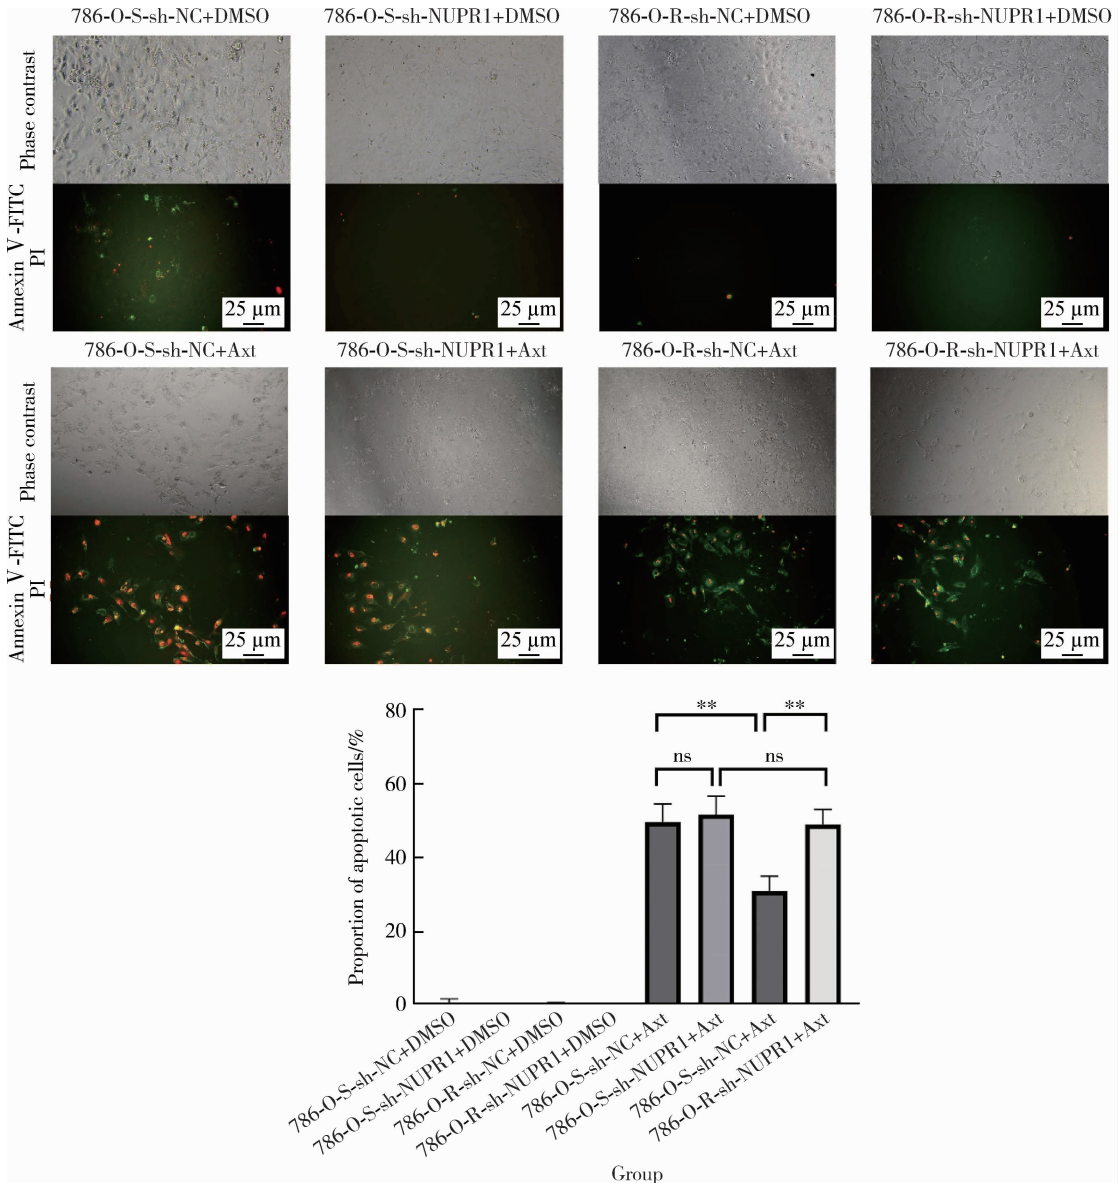 786-O-S-sh-NC+DMSO
786-O-S-sh-NUPR1+DMSO
786-O-R-sh-NC+DMSO
786-O-R-sh-NUPR1+DMSO
Phase contrast
Annexin V-FITC
PI
25 μm
25 μm
25 μm
25 μm
786-O-S-sh-NC+Axt
786-O-S-sh-NUPR1+Axt
786-O-R-sh-NC+Axt
786-O-R-sh-NUPR1+Axt
Phase contrast
Annexin V-FITC
PI
25 μm
25 μm
25 μm
25 μm
Proportion of apoptotic cells/%
80
60
40
20
0
**
**
ns
ns
786-O-S-sh-NC+DMSO
786-O-S-sh-NUPR1+DMSO
786-O-R-sh-NC+DMSO
786-O-R-sh-NUPR1+DMSO
786-O-S-sh-NC+Axt
786-O-S-sh-NUPR1+Axt
786-O-S-sh-NC+Axt
786-O-R-sh-NUPR1+Axt
Group